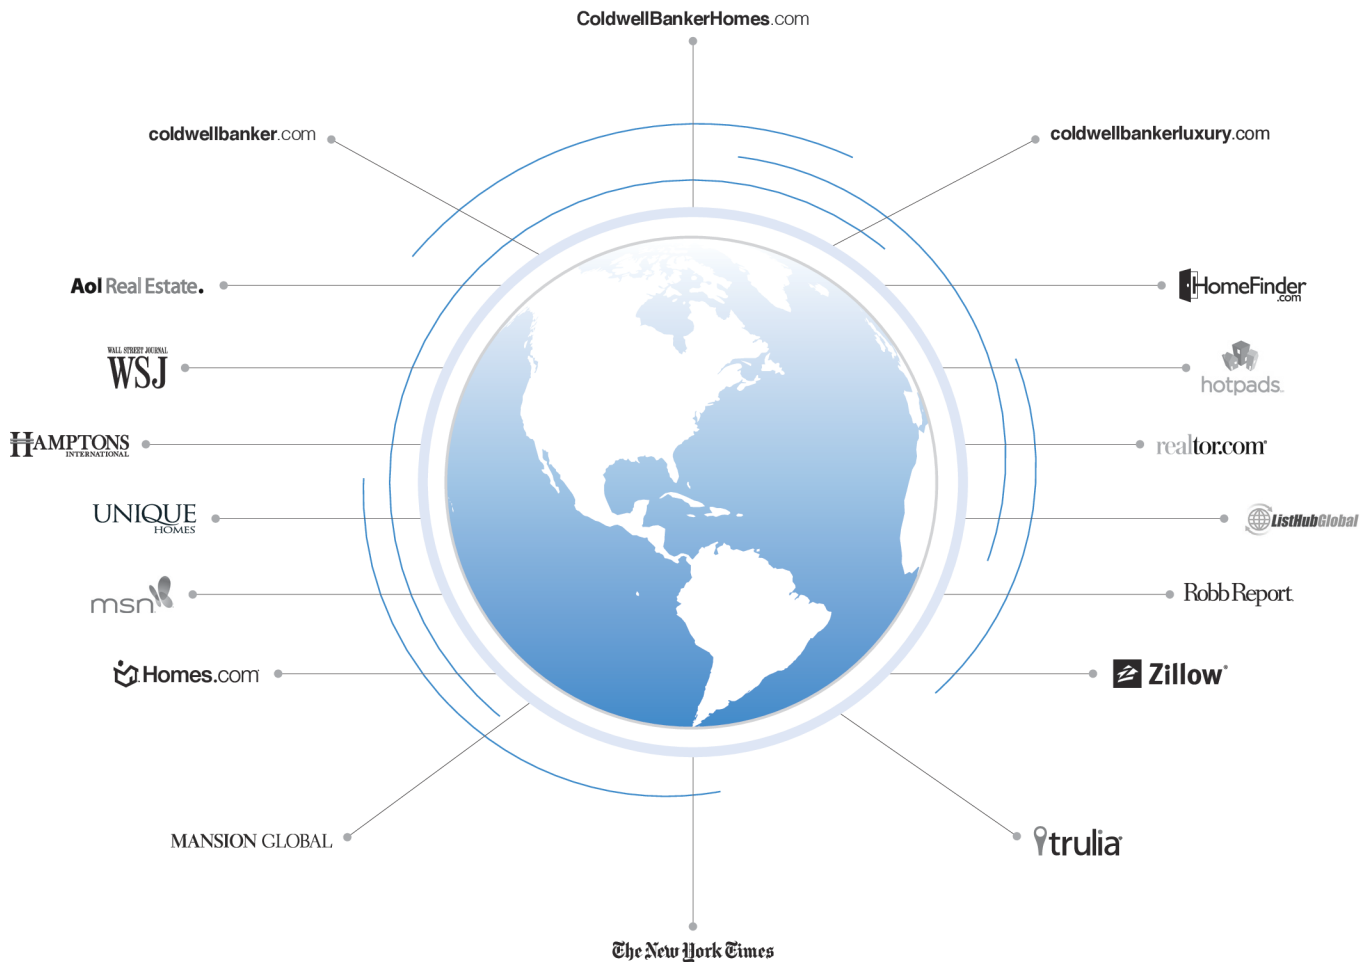 ColdwellBankerHomes.com
coldwellbanker.com
coldwellbankerluxury.com
Aol Real Estate.
HomeFinder
.com
WALL STREET JOURNAL
WSJ
hotpads
HAMPTONS
INTERNATIONAL
realtor.com
UNIQUE
HOMES
ListHubGlobal
msn
Robb Report
Homes.com
Zillow
MANSION GLOBAL
trulia
The New York Times